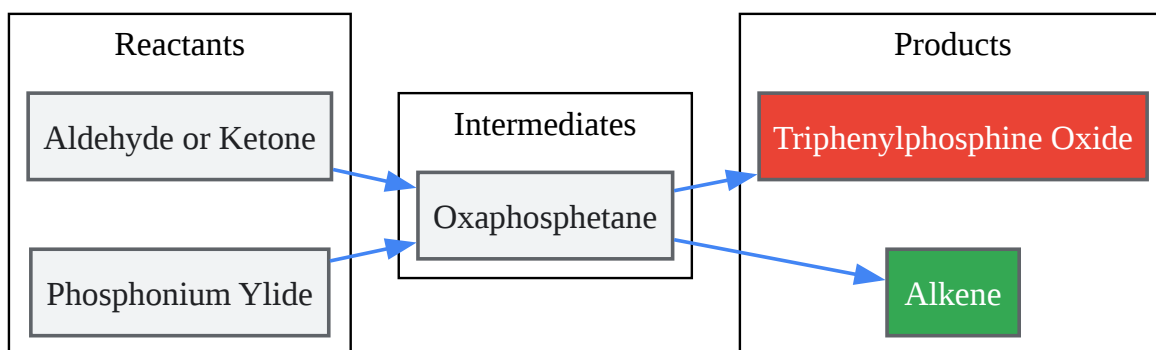 Reactants
Aldehyde or Ketone
Phosphonium Ylide
Intermediates
Oxaphosphetane
Products
Triphenylphosphine Oxide
Alkene